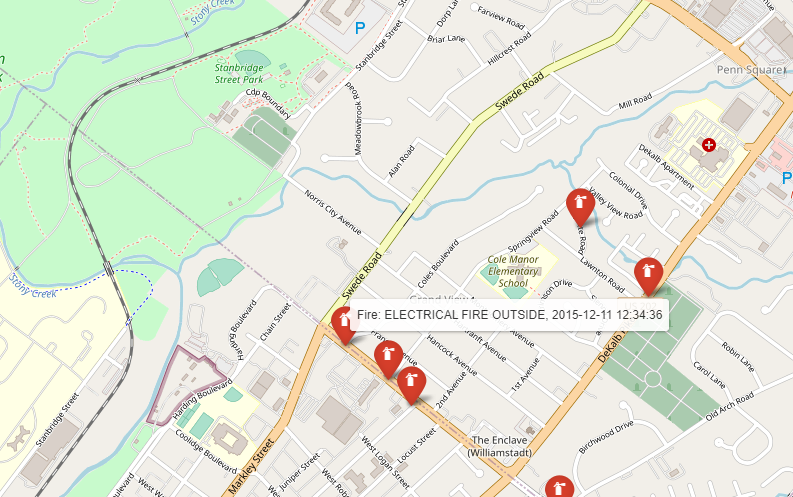 Stony Creek
P
Stanbridge Street
Dorp Lane
Farview Road
Briar Lane
Hillcrest Road
Stanbridge
Street Park
Penn Square
Cdp Boundary
Swede Road
Mill Road
Meadowbrook Road
Alan Road
Dekalb Apartment
Colonial Drive
P
Norris City Avenue
Valley View Road
Springview Road
Coles Boulevard
Swede Road
Cole Manor
Elementary
School
Lawnton Road
Stony Creek
Fire: ELECTRICAL FIRE OUTSIDE, 2015-12-11 12:34:36
Harding Boulevard
Chain Street
Hancock Avenue
1st Avenue
2nd Avenue
Robin Lane
Carol Lane
Harding Boulevard
Old Arch Road
Stanbridge Street
Coolidge Boulevard
Markley Street
Locust Street
West Logan Street
The Enclave
(Williamstadt)
Birchwood Drive
Juniper Street